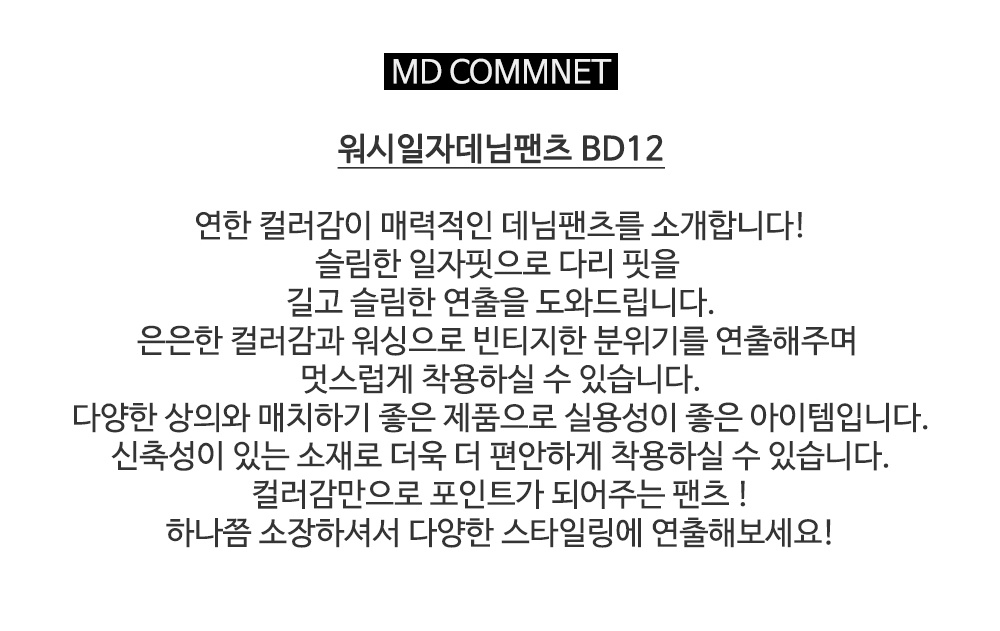 MD COMMNET
워시일자데님팬츠 BD12
연한 컬러감이 매력적인 데님팬츠를 소개합니다!
슬림한 일자핏으로 다리 핏을
길고 슬림한 연출을 도와드립니다.
은은한 컬러감과 워싱으로 빈티지한 분위기를 연출해주며
멋스럽게 착용하실 수 있습니다.
다양한 상의와 매치하기 좋은 제품으로 실용성이 좋은 아이템입니다.
신축성이 있는 소재로 더욱 더 편안하게 착용하실 수 있습니다.
컬러감만으로 포인트가 되어주는 팬츠 !
하나쯤 소장하셔서 다양한 스타일링에 연출해보세요!